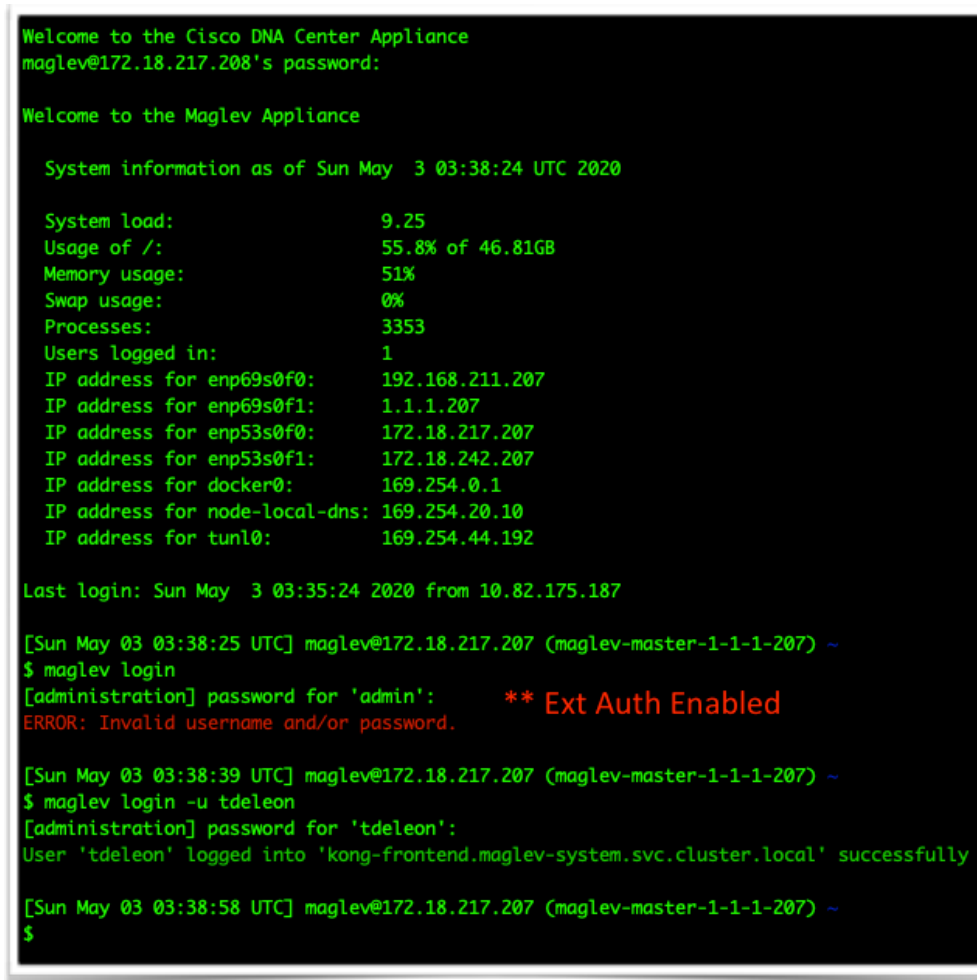 Welcome to the Cisco DNA Center Appliance
maglev@172.18.217.208's password:
Welcome to the Maglev Appliance
System information as of Sun May  3 03:38:24 UTC 2020
System load: 9.25
Usage of /: 55.8% of 46.81GB
Memory usage: 51%
Swap usage: 0%
Processes: 3353
Users logged in: 1
IP address for enp69s0f0: 192.168.211.207
IP address for enp69s0f1: 1.1.1.207
IP address for enp53s0f0: 172.18.217.207
IP address for enp53s0f1: 172.18.242.207
IP address for docker0: 169.254.0.1
IP address for node-local-dns: 169.254.20.10
IP address for tunl0: 169.254.44.192
Last login: Sun May  3 03:35:24 2020 from 10.82.175.187
[Sun May 03 03:38:25 UTC] maglev@172.18.217.207 (maglev-master-1-1-1-207) ~
$ maglev login
[administration] password for 'admin': ** Ext Auth Enabled
ERROR: Invalid username and/or password.
[Sun May 03 03:38:39 UTC] maglev@172.18.217.207 (maglev-master-1-1-1-207) ~
$ maglev login -u tdeleon
[administration] password for 'tdeleon':
User 'tdeleon' logged into 'kong-frontend.maglev-system.svc.cluster.local' successfully
[Sun May 03 03:38:58 UTC] maglev@172.18.217.207 (maglev-master-1-1-1-207) ~
$